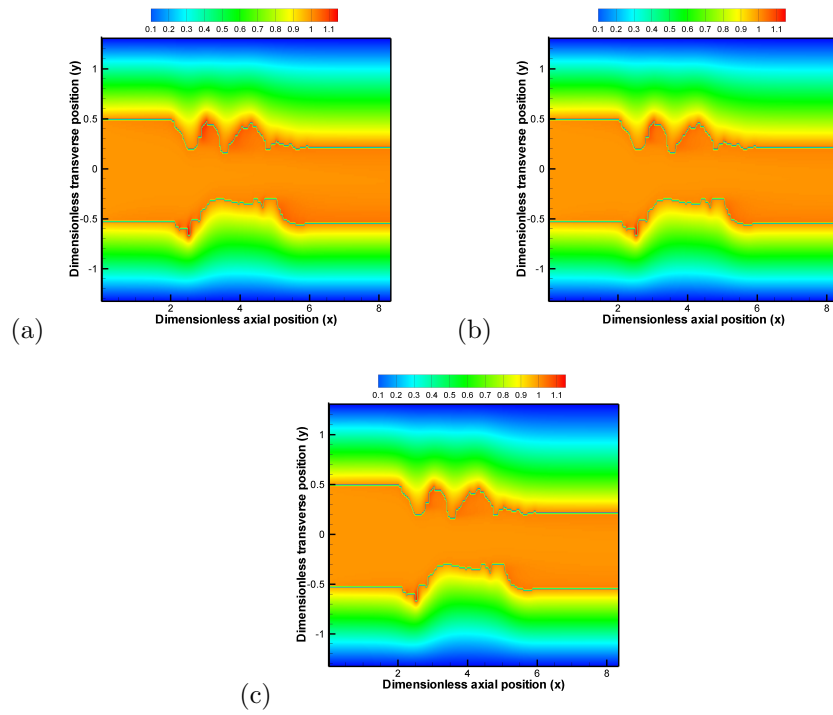 0.1 0.2 0.3 0.4 0.5 0.6 0.7 0.8 0.9 1 1.1
Dimensionless transverse position (y)
1
0.5
0
-0.5
-1
2 4 6 8
Dimensionless axial position (x)
(a)
0.1 0.2 0.3 0.4 0.5 0.6 0.7 0.8 0.9 1 1.1
Dimensionless transverse position (y)
1
0.5
0
-0.5
-1
2 4 6 8
Dimensionless axial position (x)
(b)
0.1 0.2 0.3 0.4 0.5 0.6 0.7 0.8 0.9 1 1.1
Dimensionless transverse position (y)
1
0.5
0
-0.5
-1
2 4 6 8
Dimensionless axial position (x)
(c)